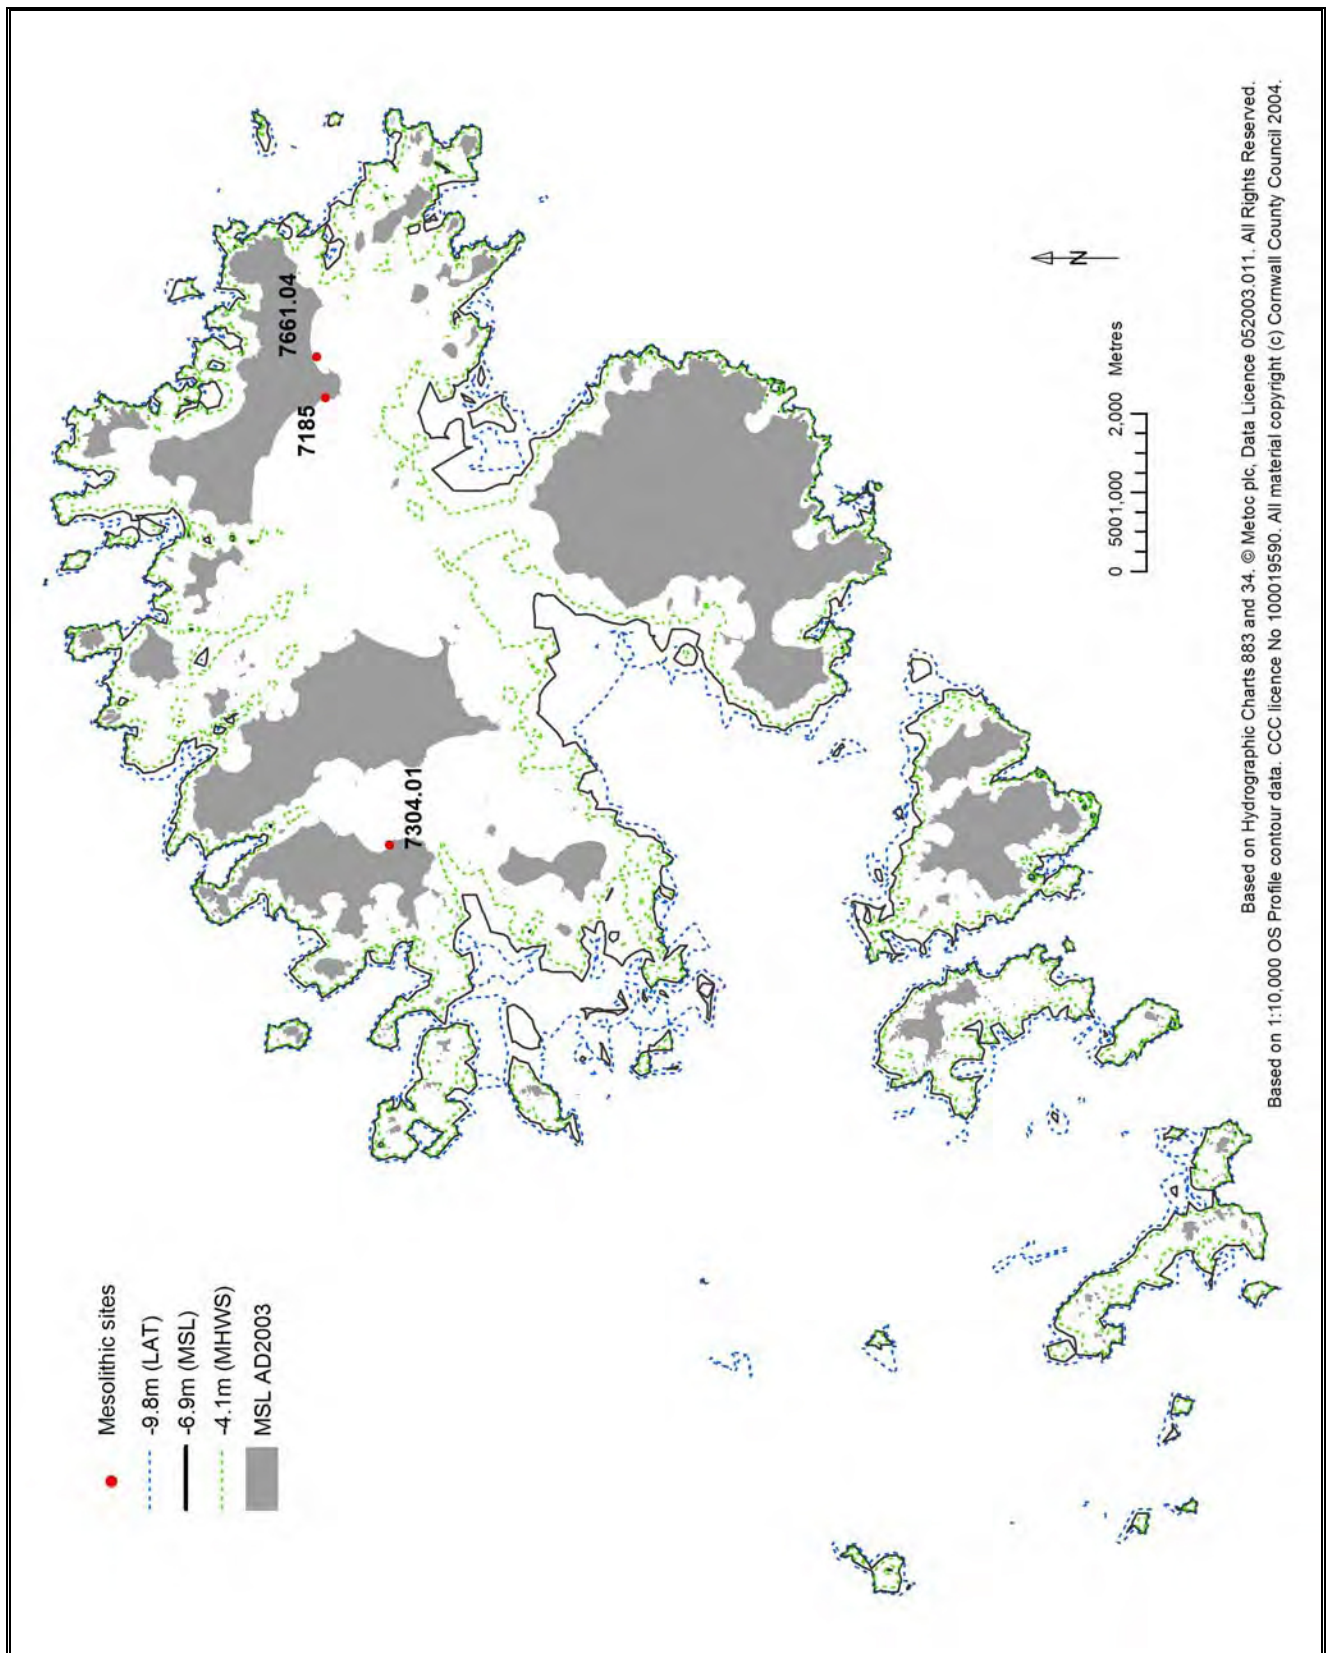 Mesolithic sites
-9.8m (LAT)
-6.9m (MSL)
-4.1m (MHWS)
MSL AD2003
7304.01
7185
7661.04
N
0 5001,000 2,000 Metres
Based on Hydrographic Charts 883 and 34. © Metoc plc, Data Licence 052003.011. All Rights Reserved.
Based on 1:10,000 OS Profile contour data. CCC licence No 100019590. All material copyright (c) Cornwall County Council 2004.